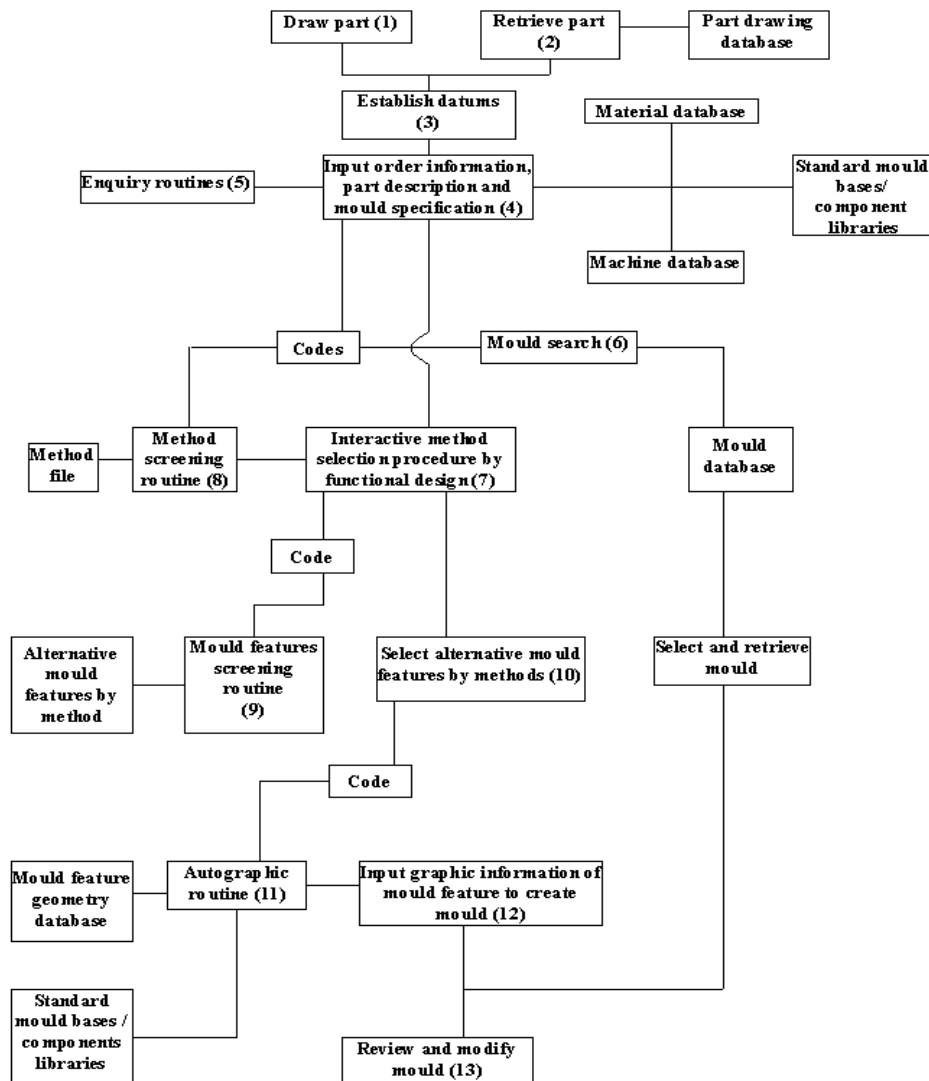 Draw part (1)
Retrieve part
(2)
Part drawing
database
Establish datums
(3)
Material database
Enquiry routines (5)
Input order information,
part description and
mould specification (4)
Standard mould
bases/
component
libraries
Machine database
Codes
Mould search (6)
Method
file
Method
screening
routine (8)
Interactive method
selection procedure by
functional design (7)
Mould
database
Code
Alternative
mould
features by
method
Mould features
screening
routine
(9)
Select alternative mould
features by methods (10)
Select and retrieve
mould
Code
Mould feature
geometry
database
Autographic
routine (11)
Input graphic information of
mould feature to create
mould (12)
Standard
mould bases /
components
libraries
Review and modify
mould (13)